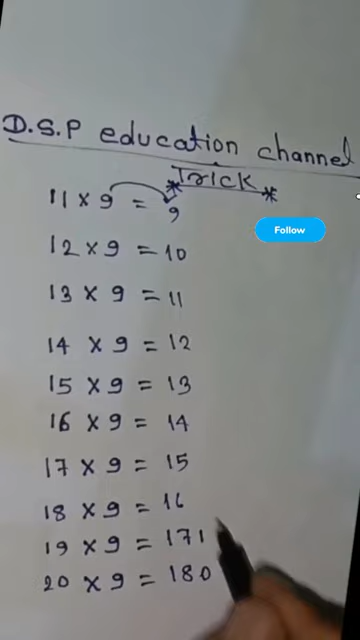 D.S.P education channel
* Trick *
11 × 9 = 9
12 × 9 = 10
Follow
13 × 9 = 11
14 × 9 = 12
15 × 9 = 13
16 × 9 = 14
17 × 9 = 15
18 × 9 = 16
19 × 9 = 171
20 × 9 = 180